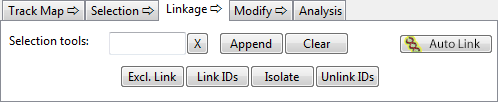 Track Map Selection Linkage Modify Analysis
Selection tools: X Append Clear Auto Link
Excl. Link Link IDs Isolate Unlink IDs